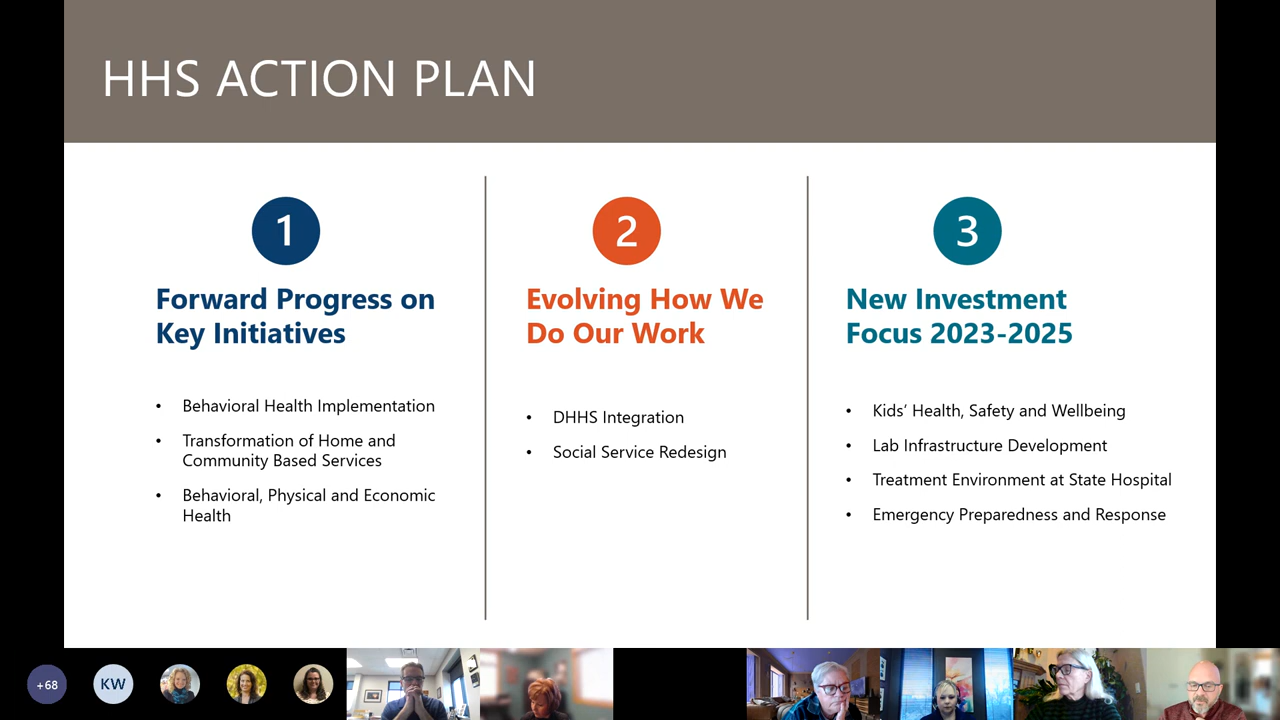 HHS ACTION PLAN
1
Forward Progress on
Key Initiatives
• Behavioral Health Implementation
• Transformation of Home and
Community Based Services
• Behavioral, Physical and Economic
Health
2
Evolving How We
Do Our Work
• DHHS Integration
• Social Service Redesign
3
New Investment
Focus 2023-2025
• Kids’ Health, Safety and Wellbeing
• Lab Infrastructure Development
• Treatment Environment at State Hospital
• Emergency Preparedness and Response
+68
KW